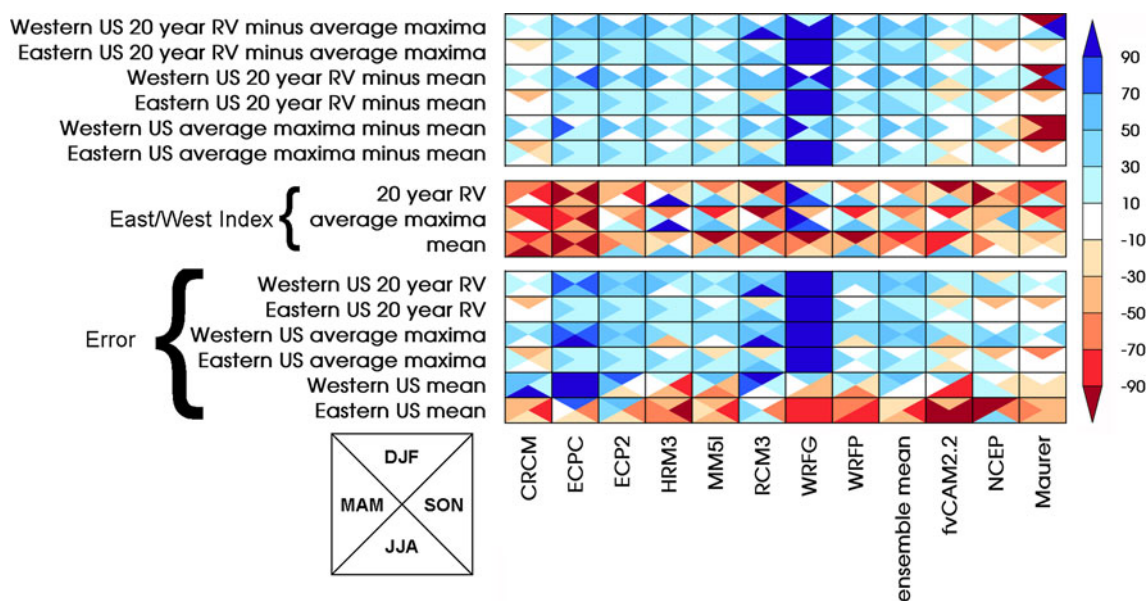 Western US 20 year RV minus average maxima
Eastern US 20 year RV minus average maxima
Western US 20 year RV minus mean
Eastern US 20 year RV minus mean
Western US average maxima minus mean
Eastern US average maxima minus mean
East/West Index
20 year RV
average maxima
mean
Error
Western US 20 year RV
Eastern US 20 year RV
Western US average maxima
Eastern US average maxima
Western US mean
Eastern US mean
90
70
50
30
10
-10
-30
-50
-70
-90
DJF
MAM
SON
JJA
CRCM
ECPC
ECP2
HRM3
MM5I
RCM3
WRFG
WRFP
ensemble mean
fvCAM2.2
NCEP
Maurer